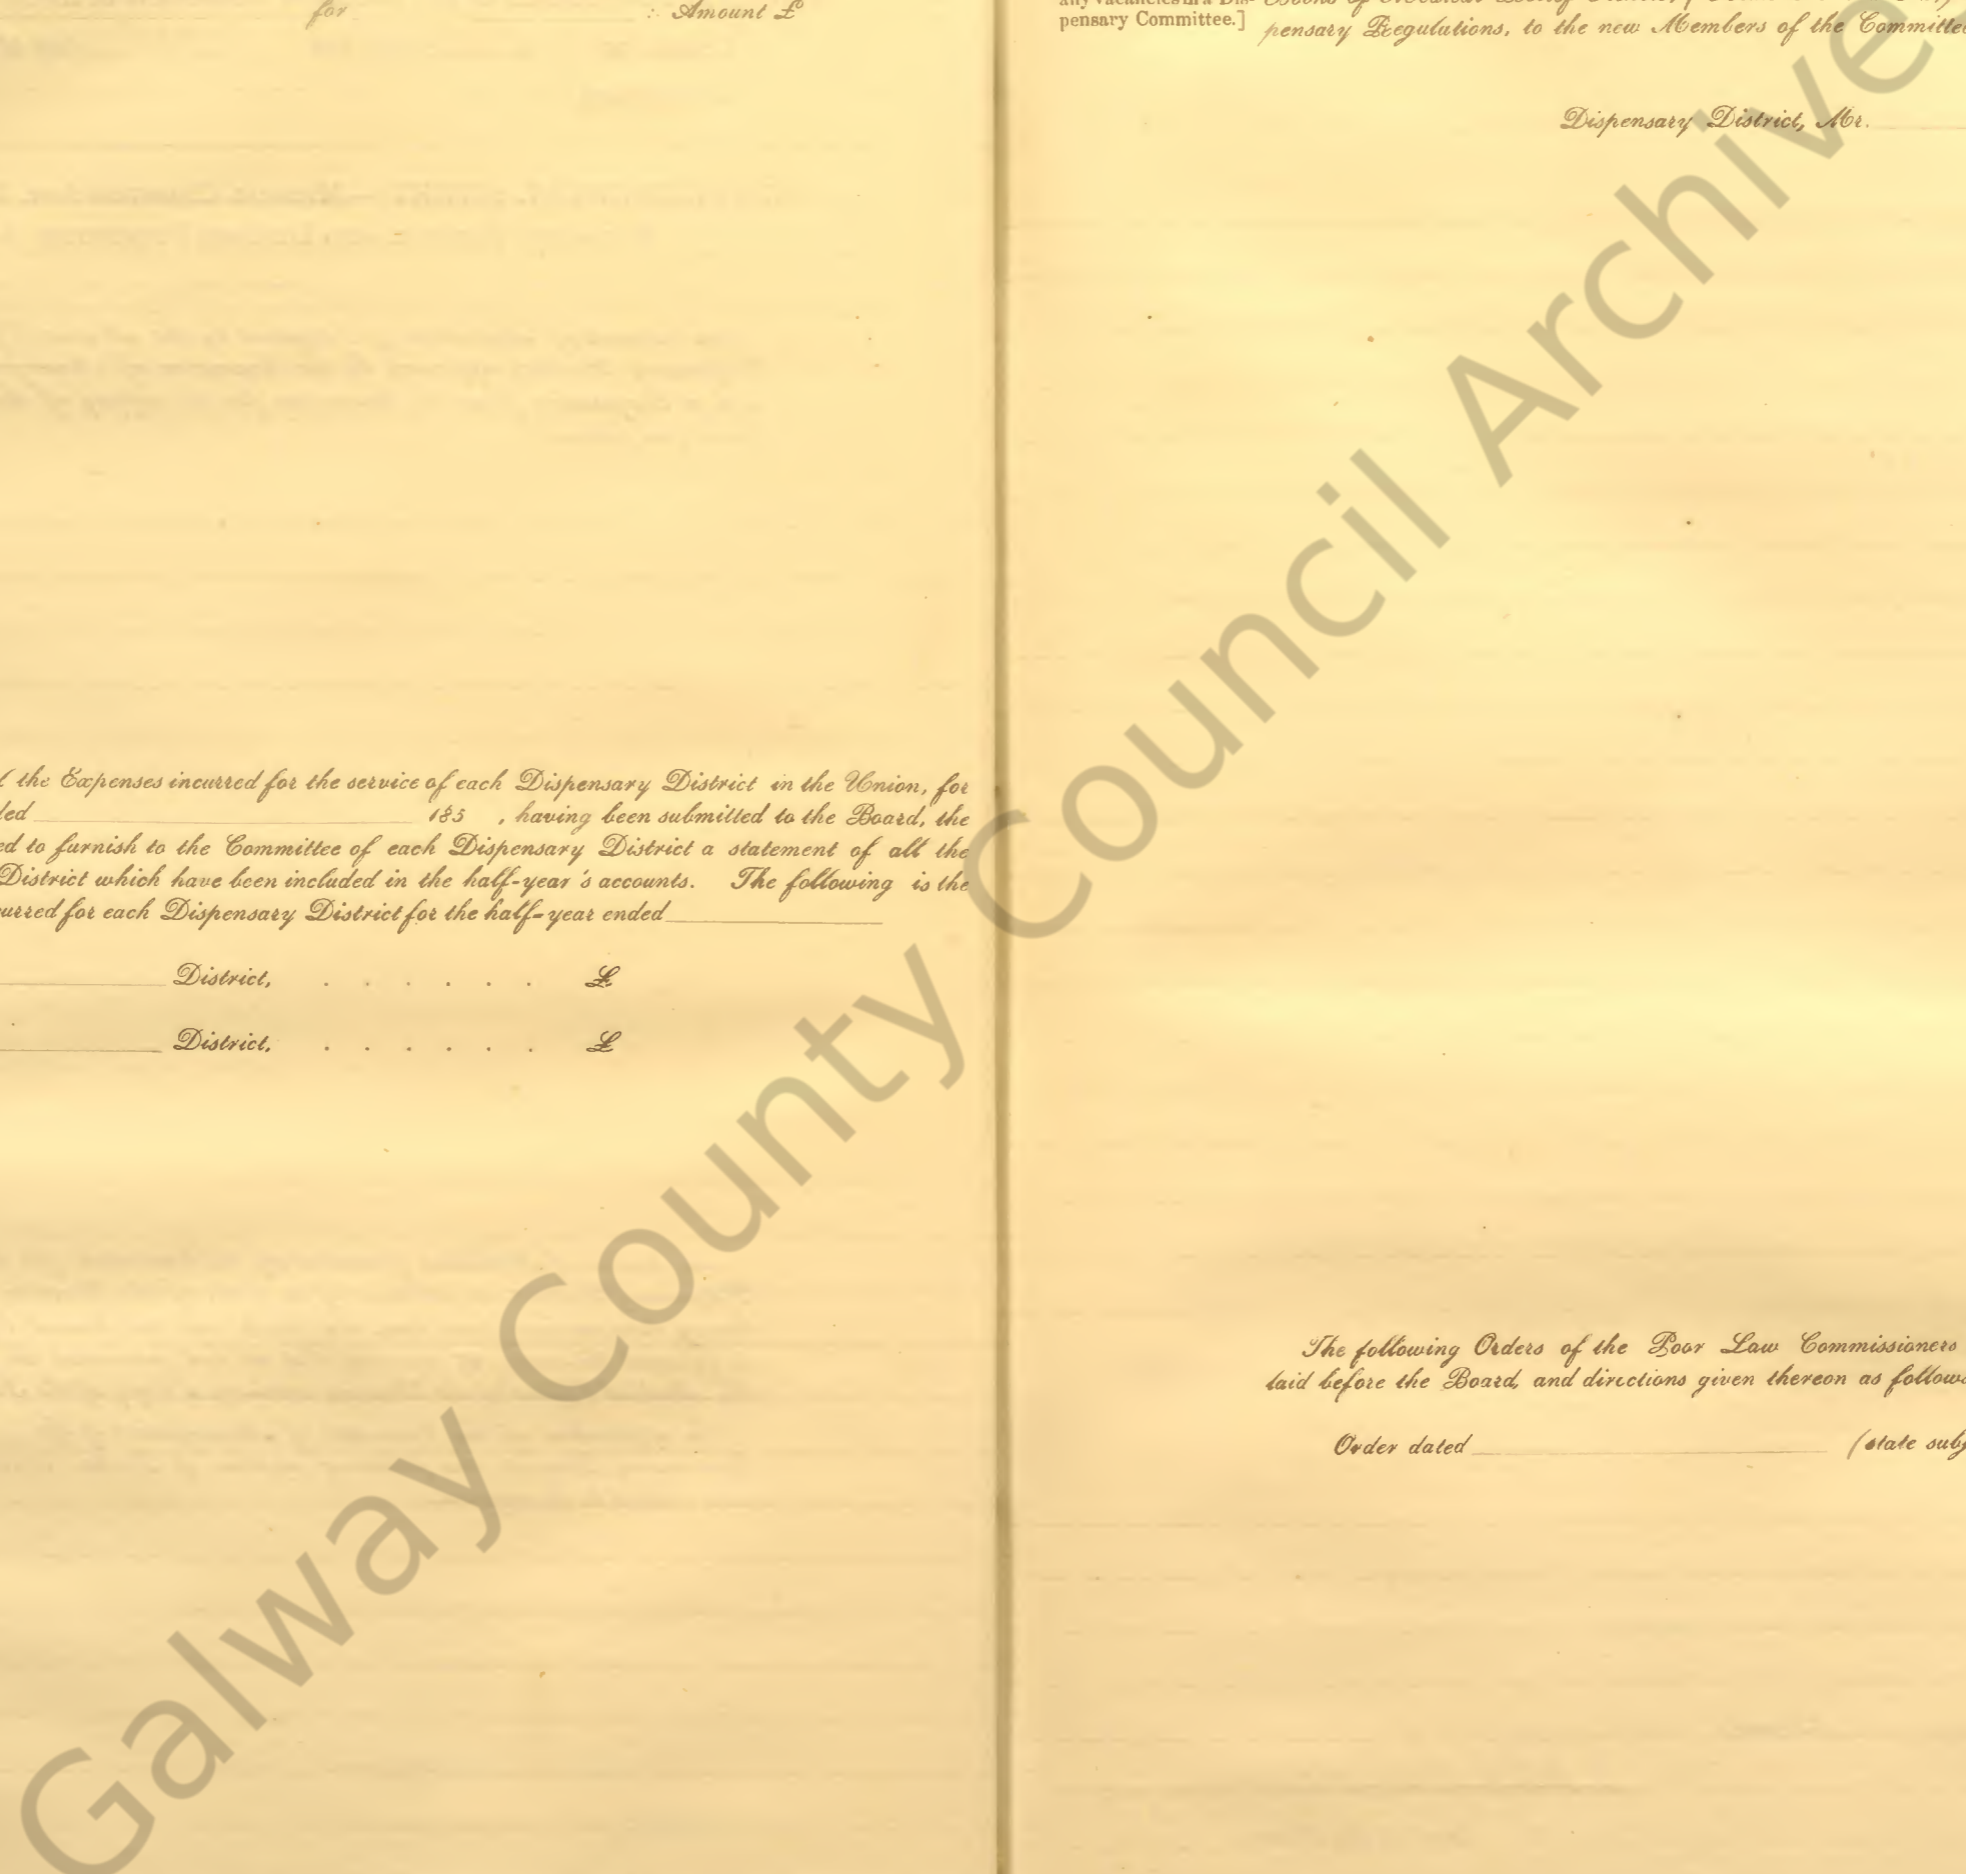 for : Amount £
the Expenses incurred for the service of each Dispensary District in the Union, for
185 , having been submitted to the Board, the
ed to furnish to the Committee of each Dispensary District a statement of all the
District which have been included in the half-year's accounts. The following is the
urred for each Dispensary District for the half-year ended
District, . . . . . . £
District, . . . . . . £
any vacancies in a Dis-
pensary Committee.]
pensary Regulations, to the new Members of the Committee
Dispensary District, Mr.
The following Orders of the Poor Law Commissioners
laid before the Board, and directions given thereon as follow
Order dated (state subj
Galway County Council Archive